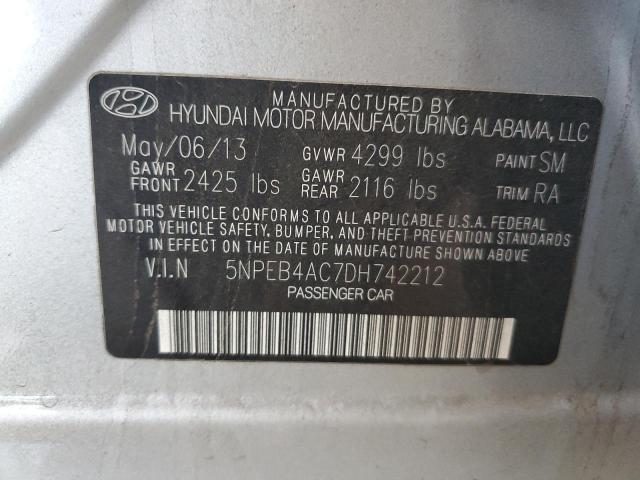 MANUFACTURED BY
HYUNDAI MOTOR MANUFACTURING ALABAMA, LLC
May/06/13 GVWR 4299 lbs PAINT SM
GAWR FRONT 2425 lbs GAWR REAR 2116 lbs TRIM RA
THIS VEHICLE CONFORMS TO ALL APPLICABLE U.S.A. FEDERAL
MOTOR VEHICLE SAFETY, BUMPER, AND THEFT PREVENTION STANDARDS
IN EFFECT ON THE DATE OF MANUFACTURE SHOWN ABOVE.
V.I.N 5NPEB4AC7DH742212
PASSENGER CAR